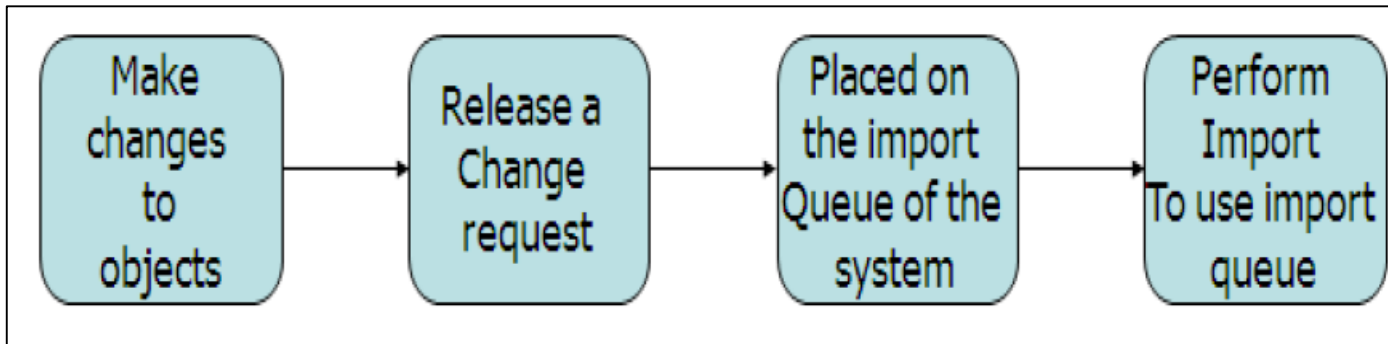 Make
changes
to
objects
Release a
Change
request
Placed on
the import
Queue of the
system
Perform
Import
To use import
queue